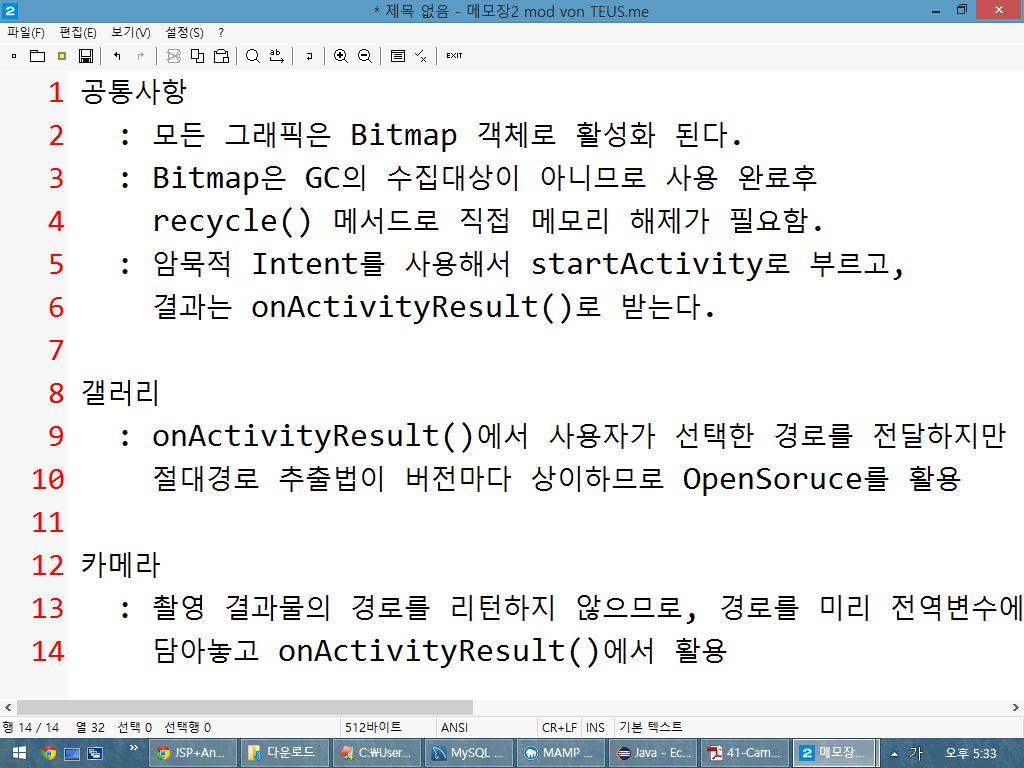 * 제목 없음 - 메모장2 mod von TEUS.me
파일(F) 편집(E) 보기(V) 설정(S) ?
EXIT
1 공통사항
2 : 모든 그래픽은 Bitmap 객체로 활성화 된다.
3 : Bitmap은 GC의 수집대상이 아니므로 사용 완료후
4 recycle() 메서드로 직접 메모리 해제가 필요함.
5 : 암묵적 Intent를 사용해서 startActivity로 부르고,
6 결과는 onActivityResult()로 받는다.
7
8 갤러리
9 : onActivityResult()에서 사용자가 선택한 경로를 전달하지만
10 절대경로 추출법이 버전마다 상이하므로 OpenSoruce를 활용
11
12 카메라
13 : 촬영 결과물의 경로를 리턴하지 않으므로, 경로를 미리 전역변수에
14 담아놓고 onActivityResult()에서 활용
행 14 / 14 열 32 선택 0 선택행 0 512바이트 ANSI CR+LF INS 기본 텍스트
JSP+An... 다운로드 C:₩User... MySQL ... MAMP ... Java - Ec... 41-Cam... 메모장... 가 오후 5:33